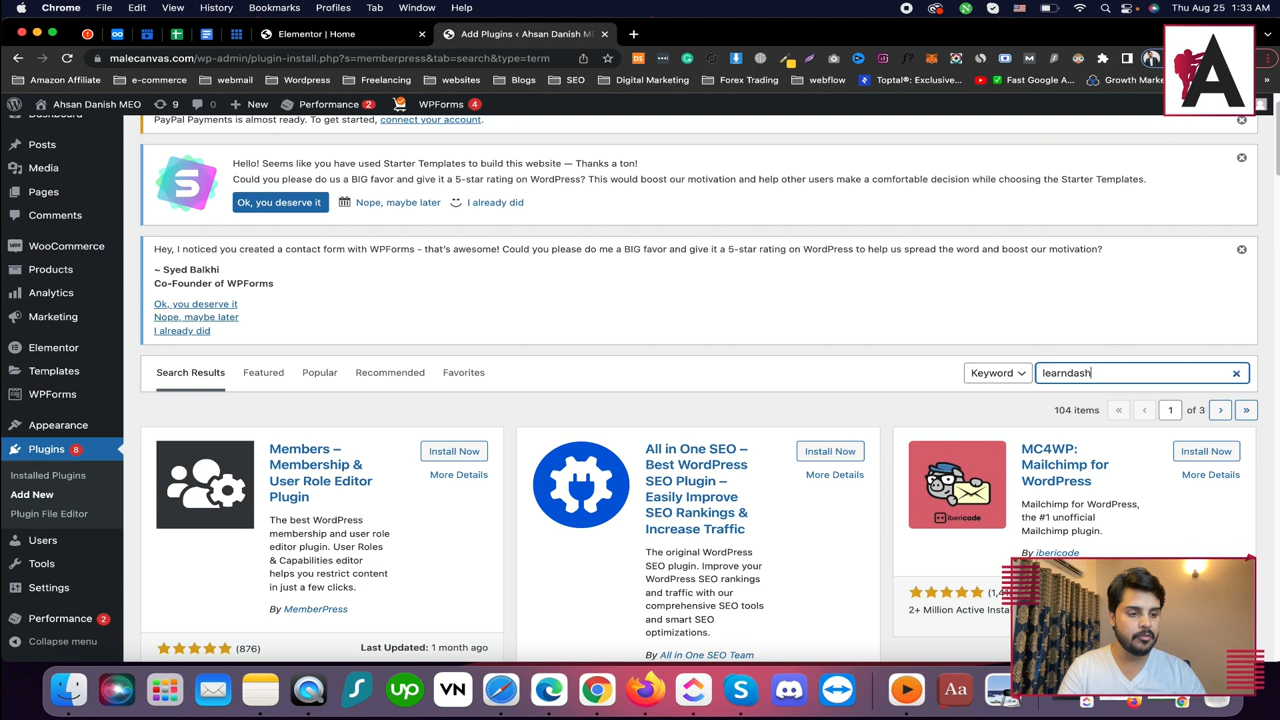 Chrome File Edit View History Bookmarks Profiles Tab Window Help
Thu Aug 25 1:33 AM
Elementor | Home
Add Plugins ‹ Ahsan Danish ME
malecanvas.com/wp-admin/plugin-install.php?s=memberpress&tab=search&type=term
Amazon Affiliate e-commerce webmail Wordpress Freelancing websites Blogs SEO Digital Marketing Forex Trading webflow Toptal: Exclusive... Fast Google A... Growth Mark
Ahsan Danish MEO 9 0 New Performance 2 WPForms 4
A
Dashboard
Posts
Media
Pages
Comments
WooCommerce
Products
Analytics
Marketing
Elementor
Templates
WPForms
Appearance
Plugins 8
Installed Plugins
Add New
Plugin File Editor
Users
Tools
Settings
Performance 2
Collapse menu
PayPal Payments is almost ready. To get started, connect your account.
Hello! Seems like you have used Starter Templates to build this website — Thanks a ton!
Could you please do us a BIG favor and give it a 5-star rating on WordPress? This would boost our motivation and help other users make a comfortable decision while choosing the Starter Templates.
Ok, you deserve it Nope, maybe later I already did
Hey, I noticed you created a contact form with WPForms - that's awesome! Could you please do me a BIG favor and give it a 5-star rating on WordPress to help us spread the word and boost our motivation?
~ Syed Balkhi
Co-Founder of WPForms
Ok, you deserve it
Nope, maybe later
I already did
Search Results Featured Popular Recommended Favorites
Keyword
learndash
104 items « ‹ 1 of 3 › »
Members –
Membership &
User Role Editor
Plugin
Install Now
More Details
The best WordPress
membership and user role
editor plugin. User Roles
& Capabilities editor
helps you restrict content
in just a few clicks.
By MemberPress
(876)
Last Updated: 1 month ago
All in One SEO –
Best WordPress
SEO Plugin –
Easily Improve
SEO Rankings &
Increase Traffic
Install Now
More Details
The original WordPress
SEO plugin. Improve your
WordPress SEO rankings
and traffic with our
comprehensive SEO tools
and smart SEO
optimizations.
By All in One SEO Team
MC4WP:
Mailchimp for
WordPress
Install Now
More Details
ibericode
Mailchimp for WordPress,
the #1 unofficial
Mailchimp plugin.
By ibericode
2+ Million Active Insta
up
VN
Aa